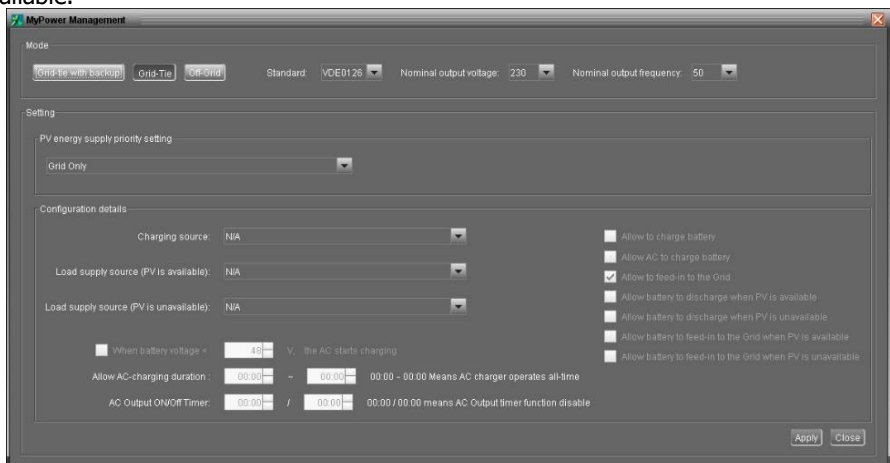 MyPower Management
Mode
Grid-tie with backup Grid-Tie Off-Grid Standard: VDE0126 Nominal output voltage: 230 Nominal output frequency: 50
Setting
PV energy supply priority setting
Grid Only
Configuration details
Charging source: N/A
Load supply source (PV is available): N/A
Load supply source (PV is unavailable): N/A
When battery voltage < 48 V, the AC starts charging
Allow AC-charging duration : 00:00 – 00:00 00:00 – 00:00 Means AC charger operates all-time
AC Output ON/Off Timer: 00:00 / 00:00 00:00 / 00:00 means AC Output timer function disable
Allow to charge battery
Allow AC to charge battery
Allow to feed-in to the Grid
Allow battery to discharge when PV is available
Allow battery to discharge when PV is unavailable
Allow battery to feed-in to the Grid when PV is available
Allow battery to feed-in to the Grid when PV is unavailable
Apply Close